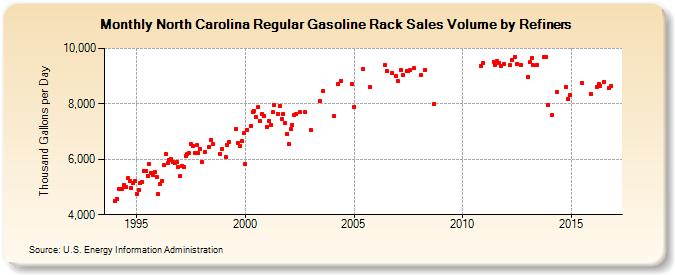 Monthly North Carolina Regular Gasoline Rack Sales Volume by Refiners
Thousand Gallons per Day
10,000
8,000
6,000
4,000
1995 2000 2005 2010 2015
Source: U.S. Energy Information Administration